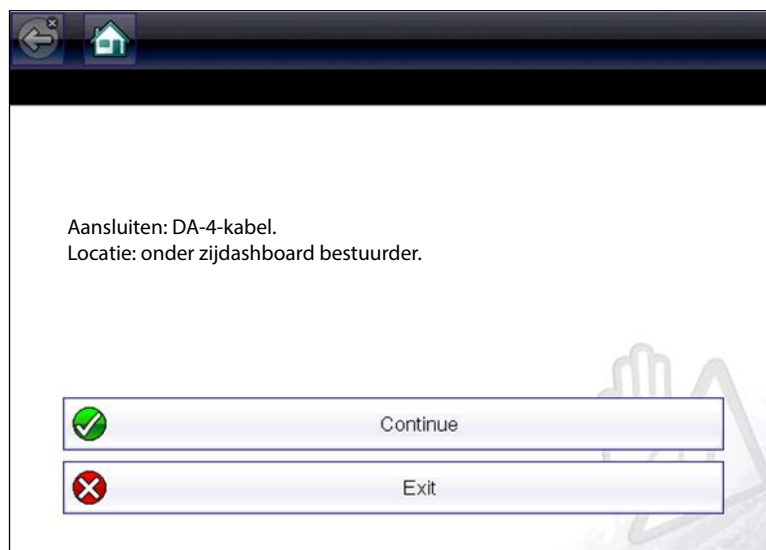 Aansluiten: DA-4-kabel.
Locatie: onder zijdashboard bestuurder.
Continue
Exit